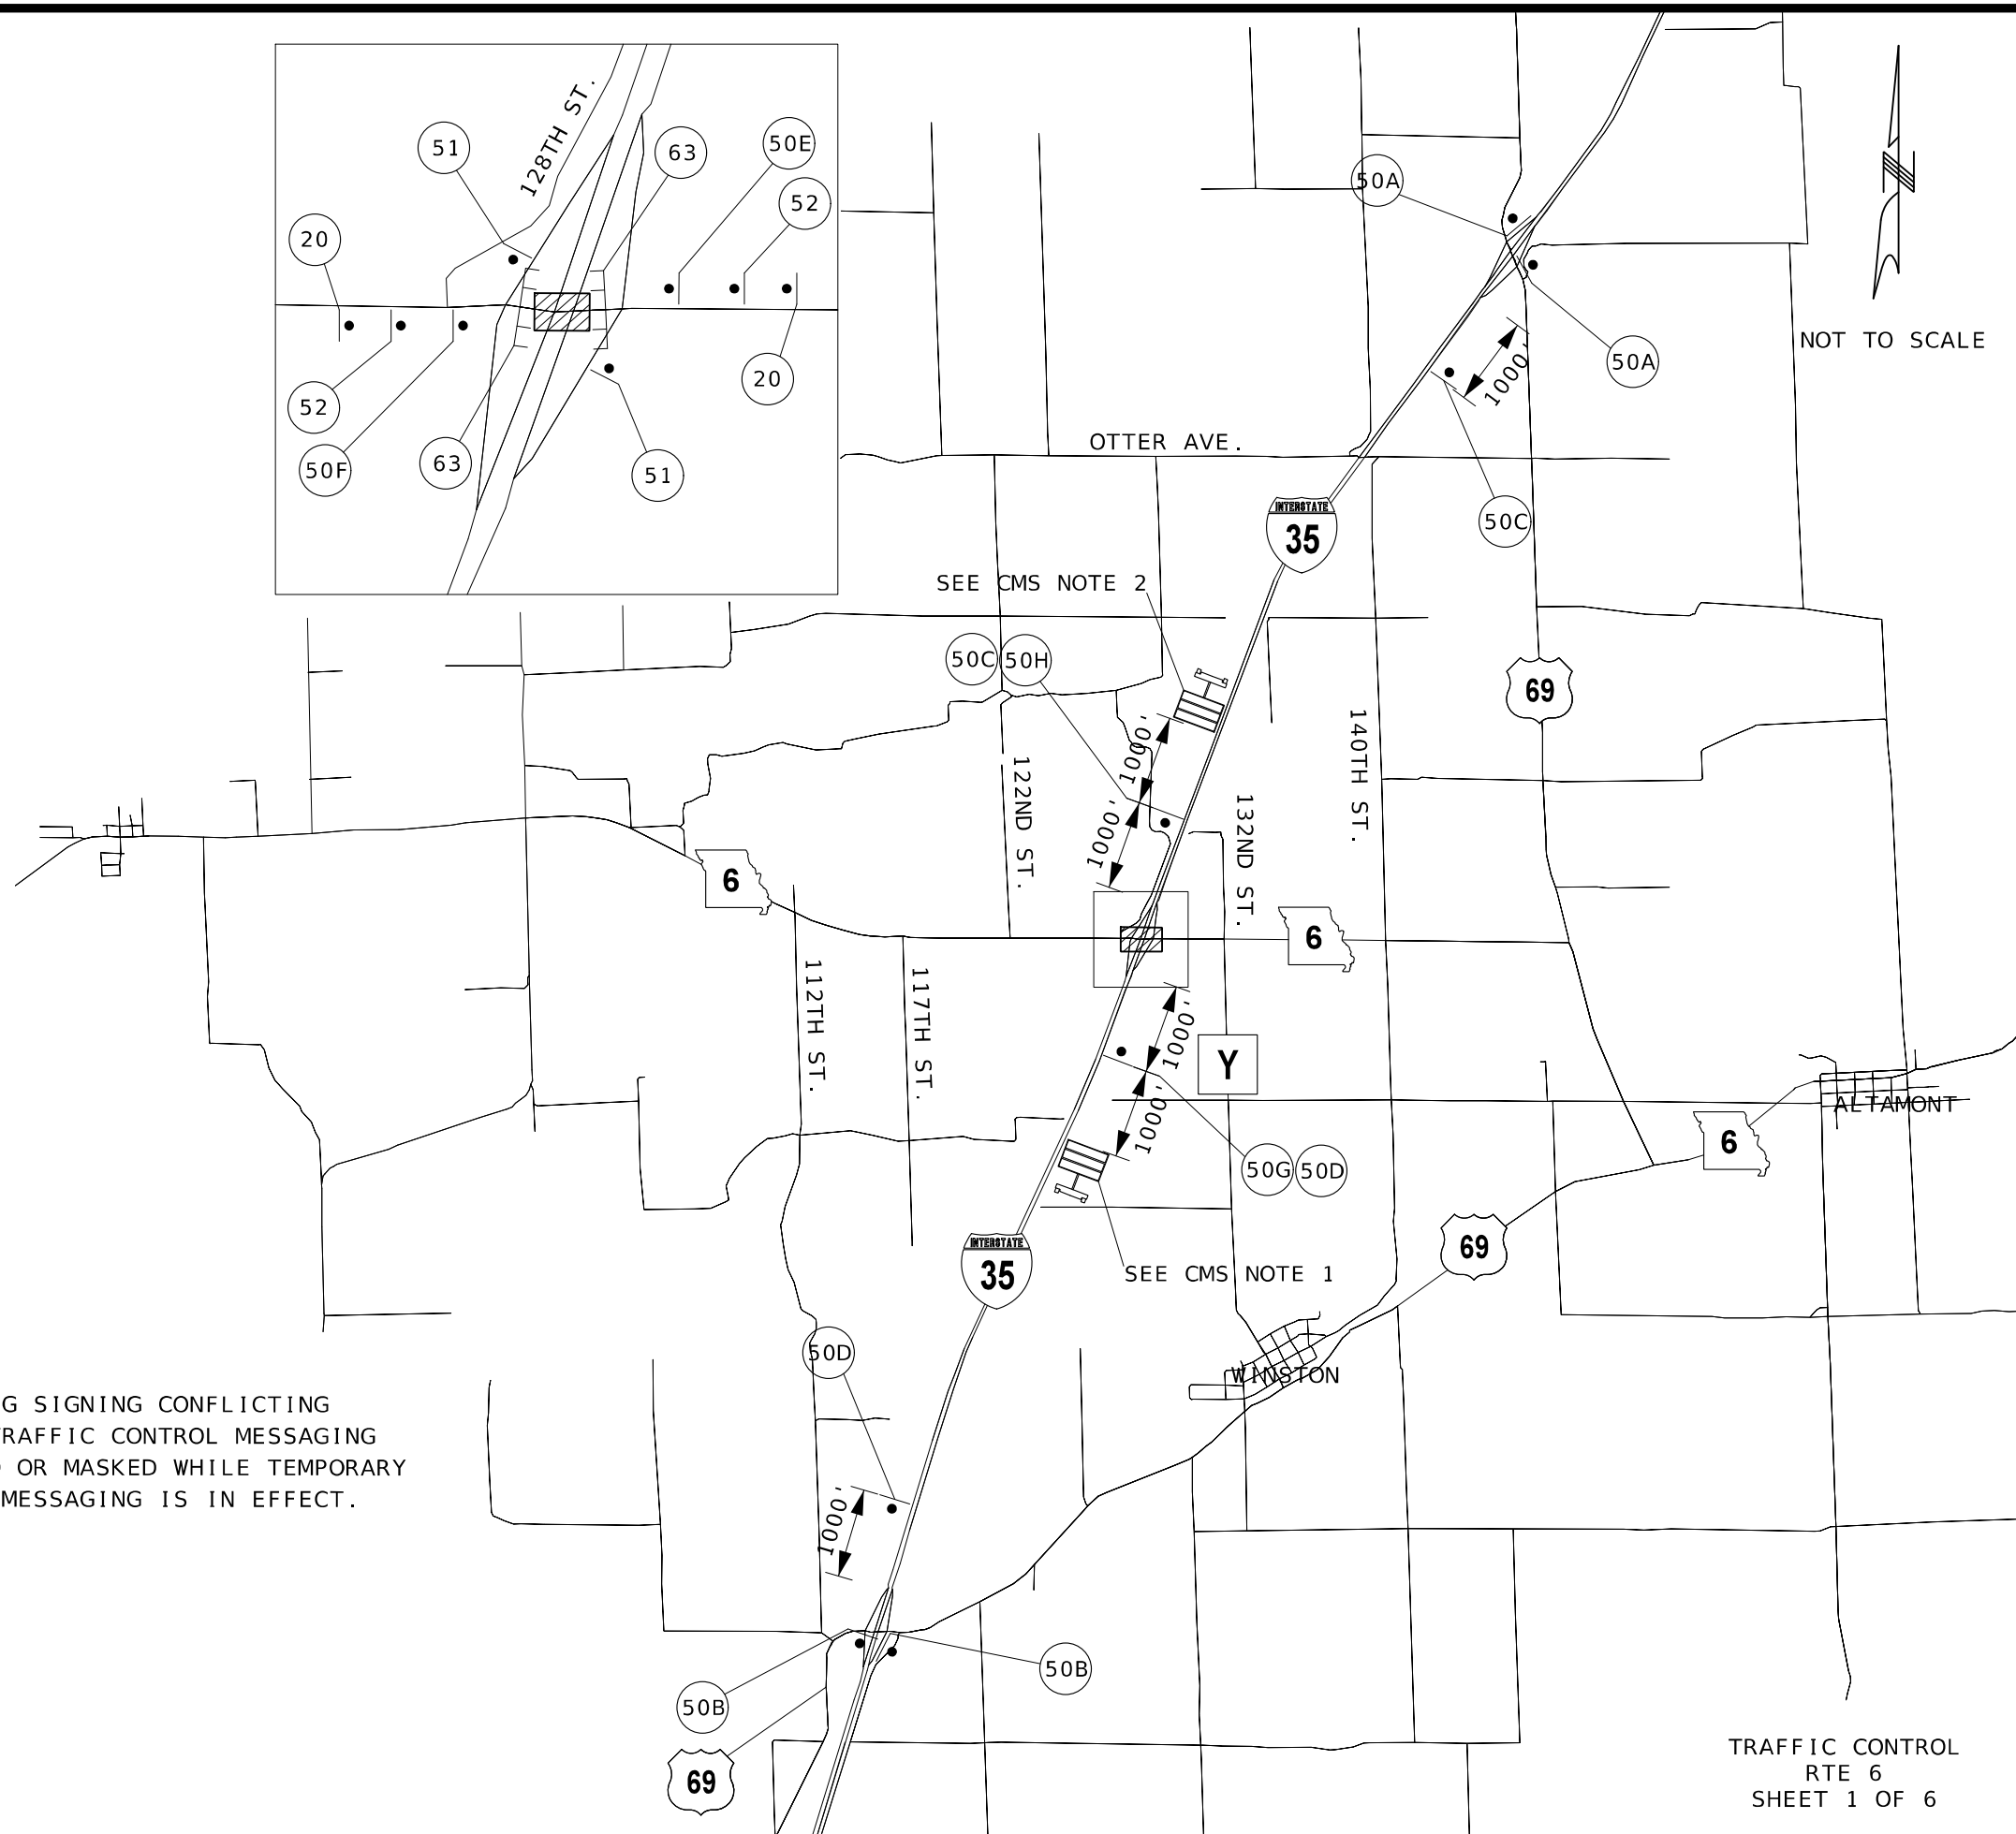 128TH ST.
51
63
50E
52
20
20
52
50F
63
51
50A
50A
1000'
50C
N
NOT TO SCALE
OTTER AVE.
INTERSTATE
35
SEE CMS NOTE 2
50C
50H
69
1000'
1000'
122ND ST.
132ND ST.
140TH ST.
6
6
112TH ST.
117TH ST.
1000'
1000'
Y
50G
50D
ALTAMONT
6
69
INTERSTATE
35
SEE CMS NOTE 1
WINSTON
50D
1000'
50B
50B
69
G SIGNING CONFLICTING
RAFFIC CONTROL MESSAGING
OR MASKED WHILE TEMPORARY
MESSAGING IS IN EFFECT.
TRAFFIC CONTROL
RTE 6
SHEET 1 OF 6